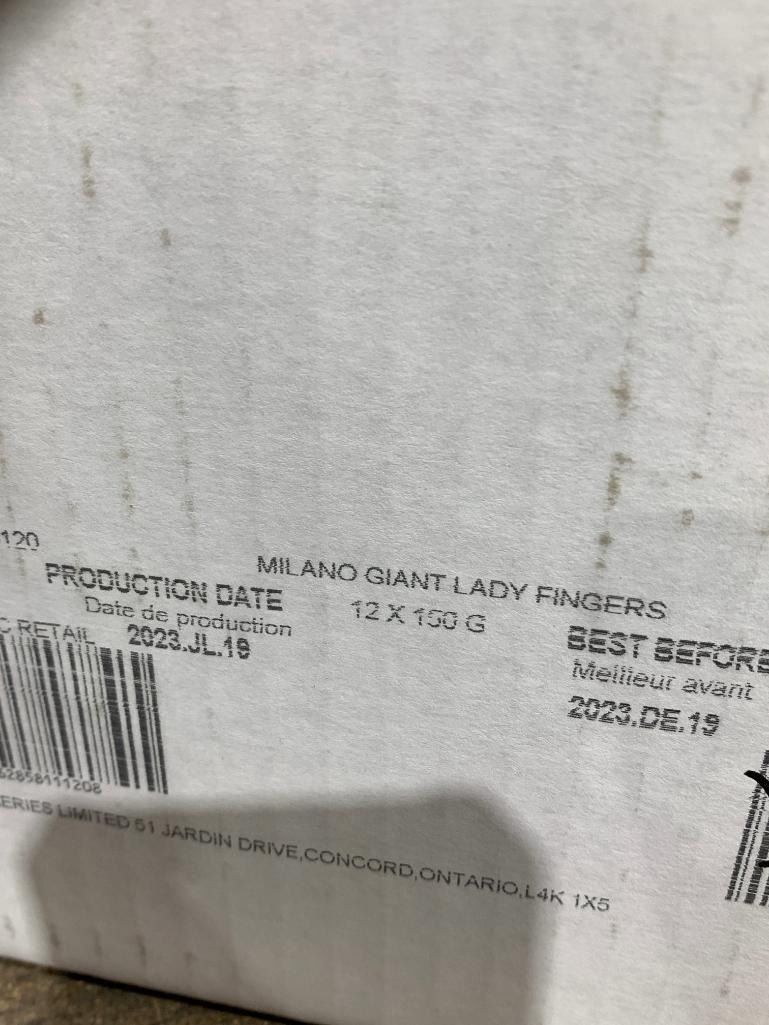 120
MILANO GIANT LADY FINGERS
PRODUCTION DATE
Date de production
12 X 150 G
C RETAIL
2023.JL.19
BEST BEFORE
Meilleur avant
2023.DE.19
62858111208
ERIES LIMITED 51 JARDIN DRIVE,CONCORD,ONTARIO,L4K 1X5